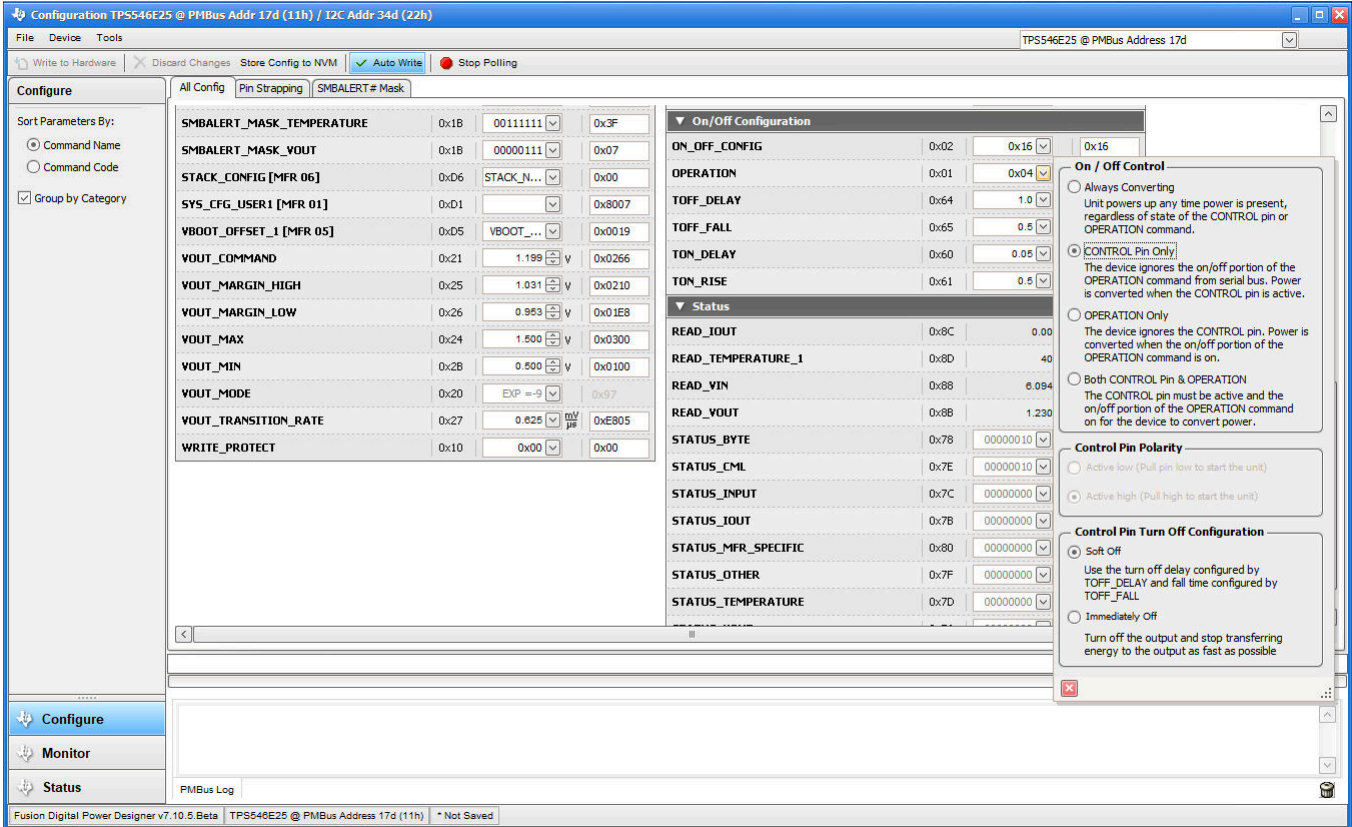 Configuration TPS546E25 @ PMBus Addr 17d (11h) / I2C Addr 34d (22h)
File Device Tools
TPS546E25 @ PMBus Address 17d
Write to Hardware Discard Changes Store Config to NVM Auto Write Stop Polling
Configure
Sort Parameters By:
Command Name
Command Code
Group by Category
All Config Pin Strapping SMBALERT# Mask
SMBALERT_MASK_TEMPERATURE 0x1B 00111111 0x3F
SMBALERT_MASK_VOUT 0x1B 00000111 0x07
STACK_CONFIG [MFR 06] 0xD6 STACK_N... 0x00
SYS_CFG_USER1 [MFR 01] 0xD1 0x8007
VBOOT_OFFSET_1 [MFR 05] 0xD5 VBOOT_... 0x0019
VOUT_COMMAND 0x21 1.199 V 0x0266
VOUT_MARGIN_HIGH 0x25 1.031 V 0x0210
VOUT_MARGIN_LOW 0x26 0.953 V 0x01E8
VOUT_MAX 0x24 1.500 V 0x0300
VOUT_MIN 0x2B 0.500 V 0x0100
VOUT_MODE 0x20 EXP =-9 0x97
VOUT_TRANSITION_RATE 0x27 0.625 mV/µs 0xE805
WRITE_PROTECT 0x10 0x00 0x00
On/Off Configuration
ON_OFF_CONFIG 0x02 0x16 0x16
OPERATION 0x01 0x04
TOFF_DELAY 0x64 1.0
TOFF_FALL 0x65 0.5
TON_DELAY 0x60 0.05
TON_RISE 0x61 0.5
Status
READ_IOUT 0x8C 0.00
READ_TEMPERATURE_1 0x8D 40
READ_VIN 0x88 6.094
READ_VOUT 0x8B 1.230
STATUS_BYTE 0x78 00000010
STATUS_CML 0x7E 00000010
STATUS_INPUT 0x7C 00000000
STATUS_IOUT 0x7B 00000000
STATUS_MFR_SPECIFIC 0x80 00000000
STATUS_OTHER 0x7F 00000000
STATUS_TEMPERATURE 0x7D 00000000
On / Off Control
Always Converting
Unit powers up any time power is present,
regardless of state of the CONTROL pin or
OPERATION command.
CONTROL Pin Only
The device ignores the on/off portion of the
OPERATION command from serial bus. Power
is converted when the CONTROL pin is active.
OPERATION Only
The device ignores the CONTROL pin. Power is
converted when the on/off portion of the
OPERATION command is on.
Both CONTROL Pin & OPERATION
The CONTROL pin must be active and the
on/off portion of the OPERATION command
on for the device to convert power.
Control Pin Polarity
Active low (Pull pin low to start the unit)
Active high (Pull high to start the unit)
Control Pin Turn Off Configuration
Soft Off
Use the turn off delay configured by
TOFF_DELAY and fall time configured by
TOFF_FALL
Immediately Off
Turn off the output and stop transferring
energy to the output as fast as possible
Configure
Monitor
Status
PMBus Log
Fusion Digital Power Designer v7.10.5.Beta TPS546E25 @ PMBus Address 17d (11h) * Not Saved